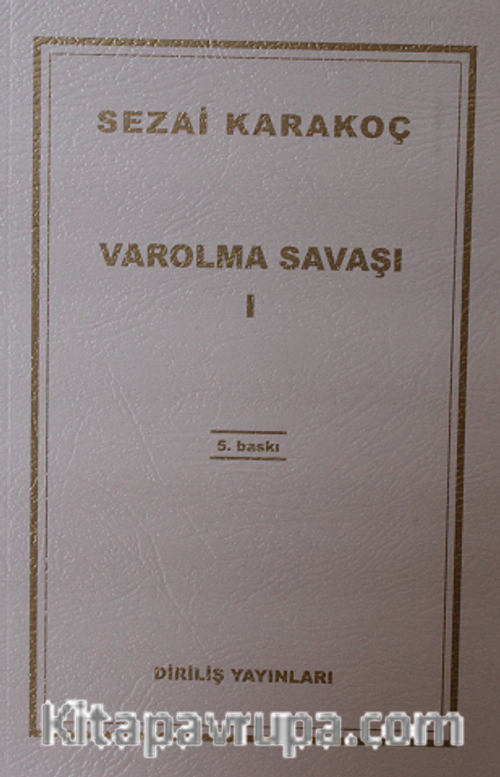 SEZAİ KARAKOÇ
VAROLMA SAVAŞI
I
5. baskı
DİRİLİŞ YAYINLARI
Kitapavrupa.com